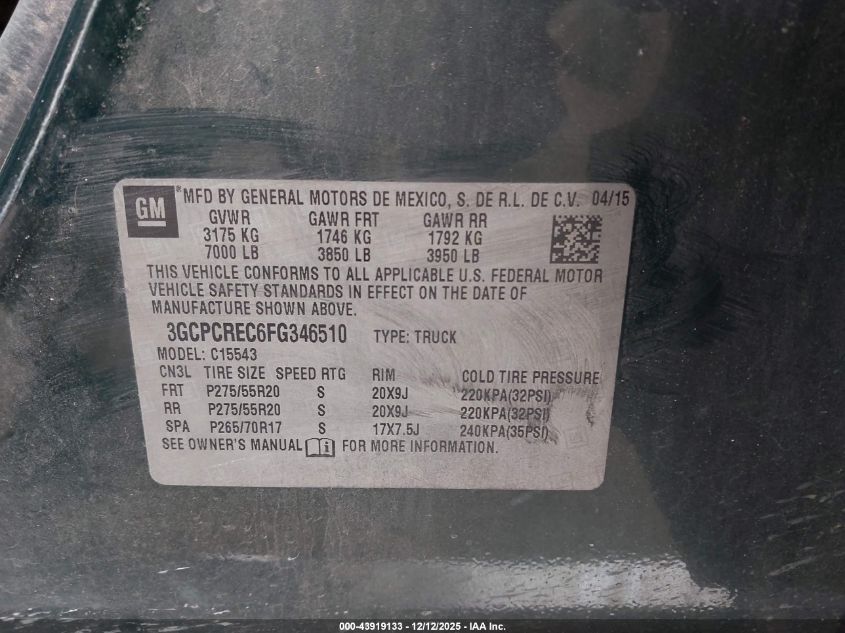 GM
® MFD BY GENERAL MOTORS DE MEXICO, S. DE R.L. DE C.V. 04/15
GVWR GAWR FRT GAWR RR
3175 KG 1746 KG 1792 KG
7000 LB 3850 LB 3950 LB
THIS VEHICLE CONFORMS TO ALL APPLICABLE U.S. FEDERAL MOTOR
VEHICLE SAFETY STANDARDS IN EFFECT ON THE DATE OF
MANUFACTURE SHOWN ABOVE.
3GCPCREC6FG346510 TYPE: TRUCK
MODEL: C15543
CN3L TIRE SIZE SPEED RTG RIM COLD TIRE PRESSURE
FRT P275/55R20 S 20X9J 220KPA(32PSI)
RR P275/55R20 S 20X9J 220KPA(32PSI)
SPA P265/70R17 S 17X7.5J 240KPA(35PSI)
SEE OWNER'S MANUAL i FOR MORE INFORMATION.
000-43919133 - 12/12/2025 - IAA Inc.